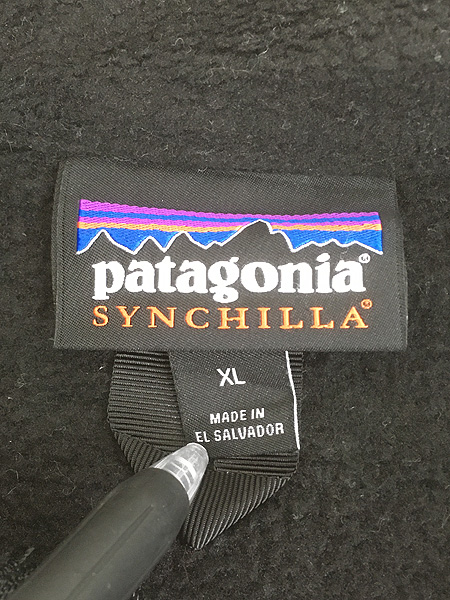 patagonia®
SYNCHILLA®
XL
MADE IN
EL SALVADOR